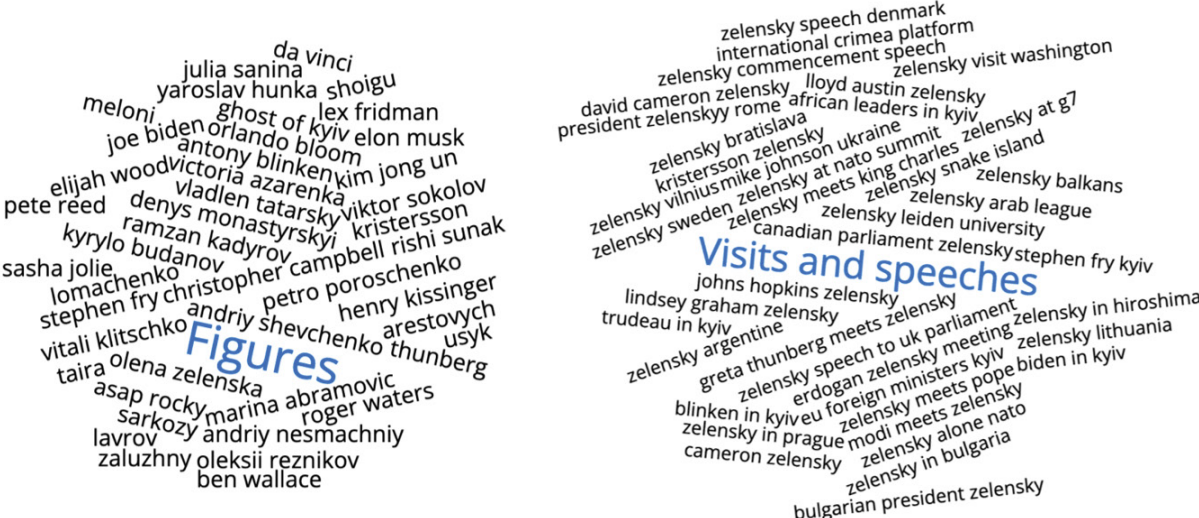 da vinci
julia sanina
yaroslav hunka
shoigu
meloni
ghost of kyiv
lex fridman
joe biden
orlando bloom
elon musk
antony blinken
kim jong un
elijah wood
victoria azarenka
vladlen tatarsky
viktor sokolov
pete reed
denys monastyrskyi
kristersson
ramzan kadyrov
kyrylo budanov
christopher campbell
rishi sunak
sasha jolie
lomachenko
stephen fry
petro poroschenko
henry kissinger
andriy shevchenko
arestovych
usyk
vitali klitschko
Figures
thunberg
taira
olena zelenska
asap rocky
marina abramovic
sarkozy
roger waters
lavrov
andriy nesmachniy
zaluzhny
oleksii reznikov
ben wallace
zelensky speech denmark
international crimea platform
zelensky commencement speech
zelensky visit washington
david cameron zelensky
lloyd austin zelensky
president zelenskyy rome
african leaders in kyiv
zelensky at g7
zelensky bratislava
kristersson zelensky
mike johnson ukraine
zelensky vilnius
zelensky at nato summit
zelensky sweden
zelensky meets king charles
zelensky snake island
zelensky balkans
zelensky arab league
zelensky leiden university
canadian parliament zelensky
stephen fry kyiv
Visits and speeches
johns hopkins zelensky
lindsey graham zelensky
trudeau in kyiv
zelensky argentine
greta thunberg meets zelensky
zelensky speech to uk parliament
zelensky in hiroshima
erdogan zelensky meeting
zelensky lithuania
blinken in kyiv
eu foreign ministers kyiv
biden in kyiv
zelensky meets pope
zelensky in prague
modi meets zelensky
cameron zelensky
zelensky alone nato
zelensky in bulgaria
bulgarian president zelensky